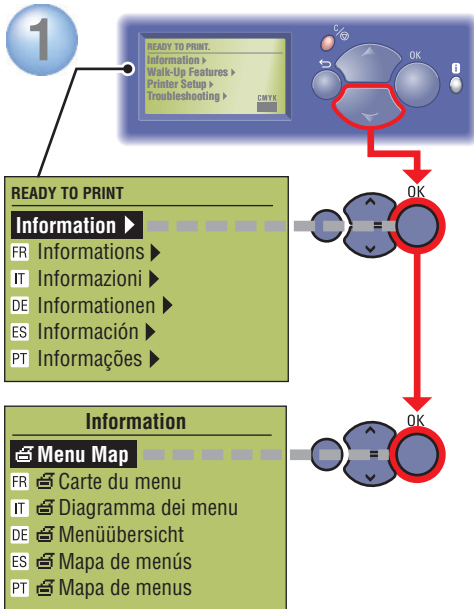 1
READY TO PRINT.
Information
Walk-Up Features
Printer Setup
Troubleshooting
CMYK
C/
OK
i
READY TO PRINT
Information
FR Informations
IT Informazioni
DE Informationen
ES Información
PT Informações
OK
Information
Menu Map
FR Carte du menu
IT Diagramma dei menu
DE Menüübersicht
ES Mapa de menús
PT Mapa de menus
OK